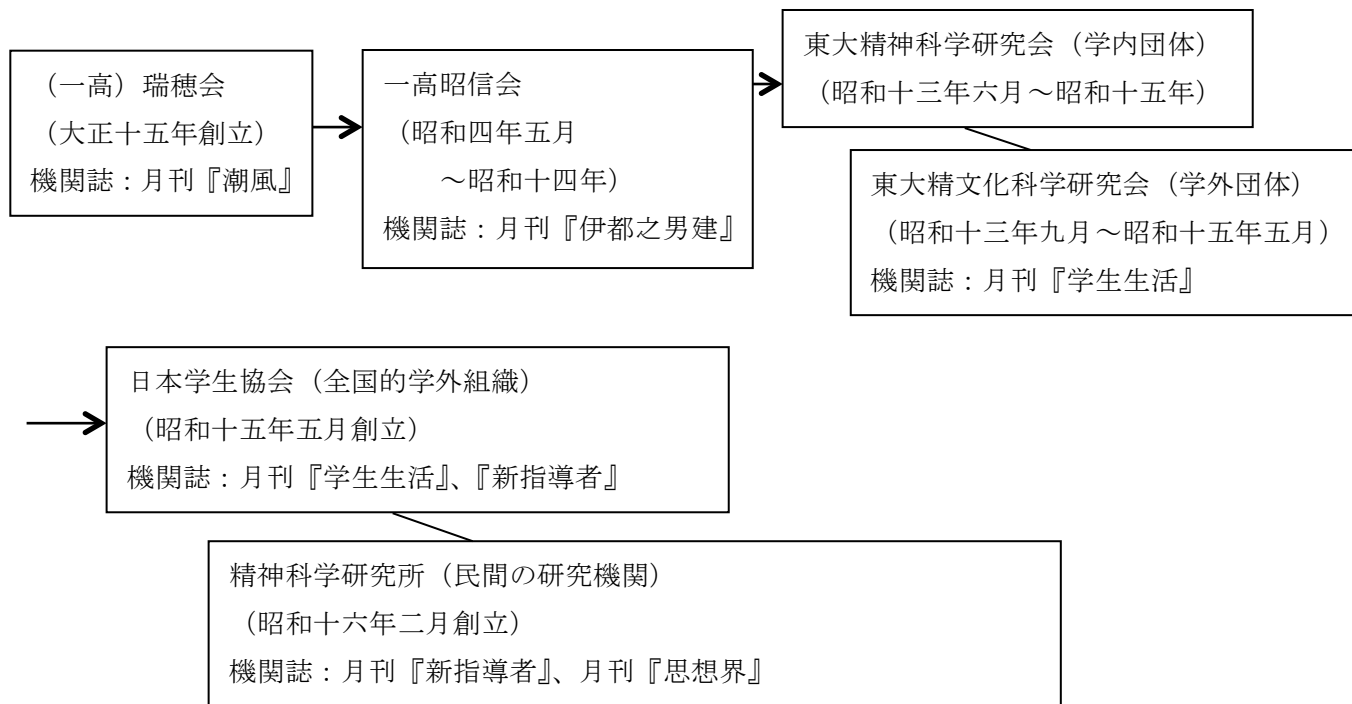 （一高）瑞穂会
（大正十五年創立）
機関誌：月刊『潮風』
一高昭信会
（昭和四年五月
～昭和十四年）
機関誌：月刊『伊都之男建』
東大精神科学研究会（学内団体）
（昭和十三年六月～昭和十五年）
東大精文化科学研究会（学外団体）
（昭和十三年九月～昭和十五年五月）
機関誌：月刊『学生生活』
日本学生協会（全国的学外組織）
（昭和十五年五月創立）
機関誌：月刊『学生生活』、『新指導者』
精神科学研究所（民間の研究機関）
（昭和十六年二月創立）
機関誌：月刊『新指導者』、月刊『思想界』